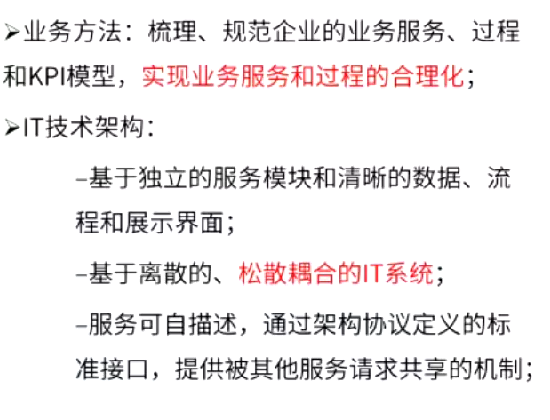 ➢业务方法：梳理、规范企业的业务服务、过程
和KPI模型，实现业务服务和过程的合理化；
➢IT技术架构：
–基于独立的服务模块和清晰的数据、流
程和展示界面；
–基于离散的、松散耦合的IT系统；
–服务可自描述，通过架构协议定义的标
准接口，提供被其他服务请求共享的机制；